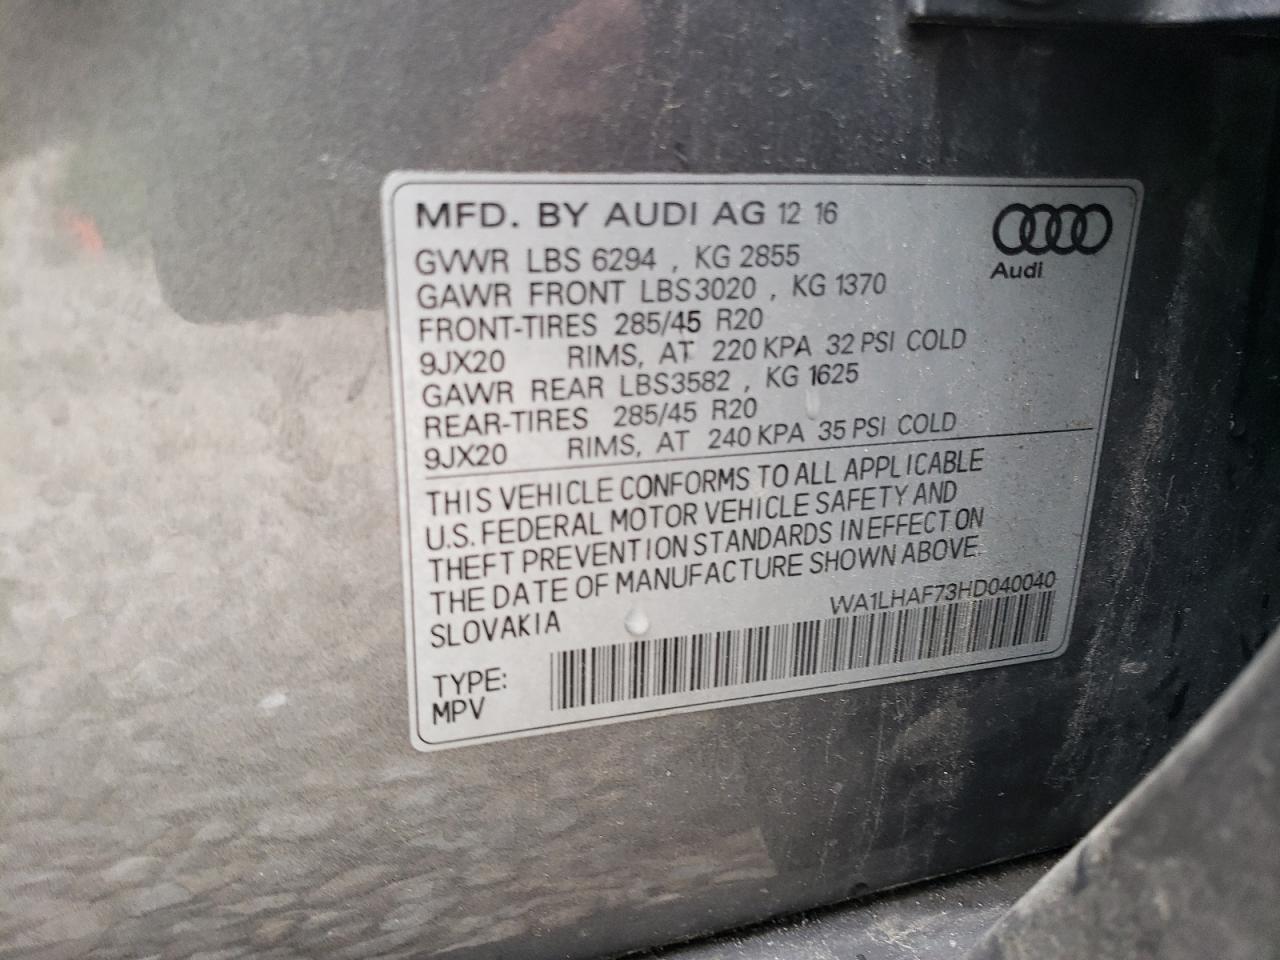 MFD. BY AUDI AG 12 16
Audi
GVWR LBS 6294 , KG 2855
GAWR FRONT LBS3020 , KG 1370
FRONT-TIRES 285/45 R20
9JX20 RIMS, AT 220 KPA 32 PSI COLD
GAWR REAR LBS3582 , KG 1625
REAR-TIRES 285/45 R20
9JX20 RIMS, AT 240 KPA 35 PSI COLD
THIS VEHICLE CONFORMS TO ALL APPLICABLE
U.S. FEDERAL MOTOR VEHICLE SAFETY AND
THEFT PREVENTION STANDARDS IN EFFECT ON
THE DATE OF MANUFACTURE SHOWN ABOVE.
SLOVAKIA
WA1LHAF73HD040040
TYPE:
MPV